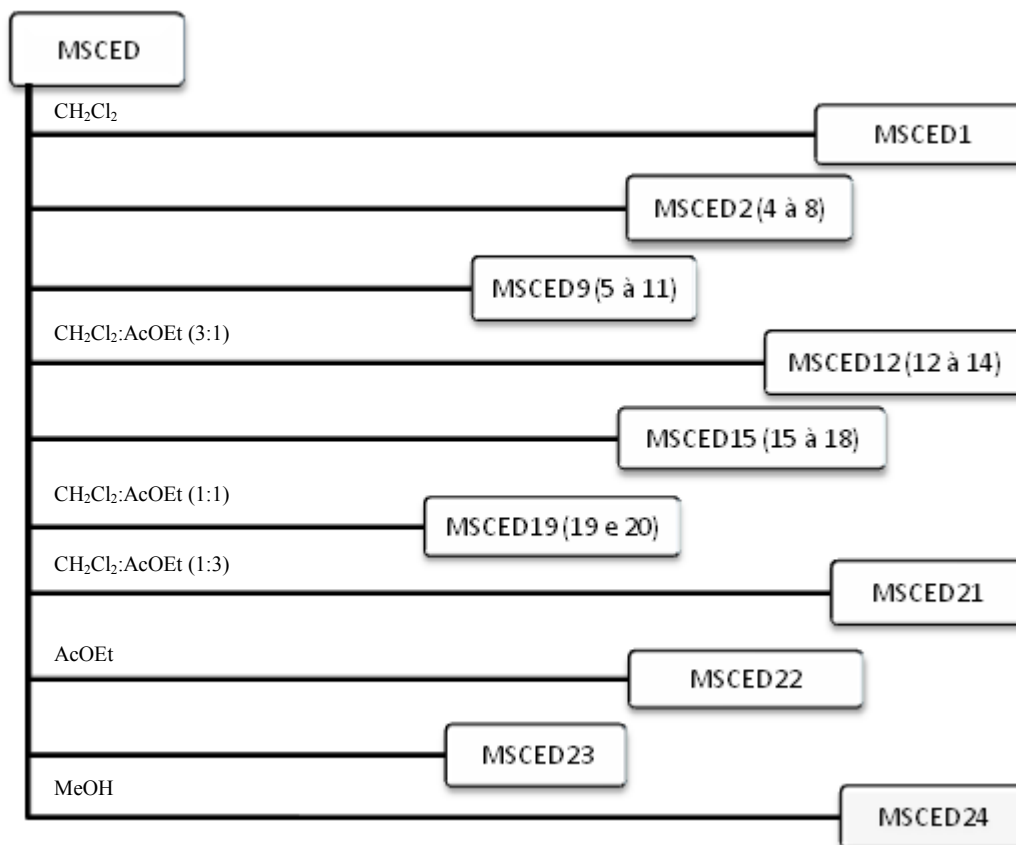 MSCED
CH₂Cl₂
MSCED1
MSCED2 (4 à 8)
MSCED9 (5 à 11)
CH₂Cl₂:AcOEt (3:1)
MSCED12 (12 à 14)
MSCED15 (15 à 18)
CH₂Cl₂:AcOEt (1:1)
MSCED19 (19 e 20)
CH₂Cl₂:AcOEt (1:3)
MSCED21
AcOEt
MSCED22
MSCED23
MeOH
MSCED24